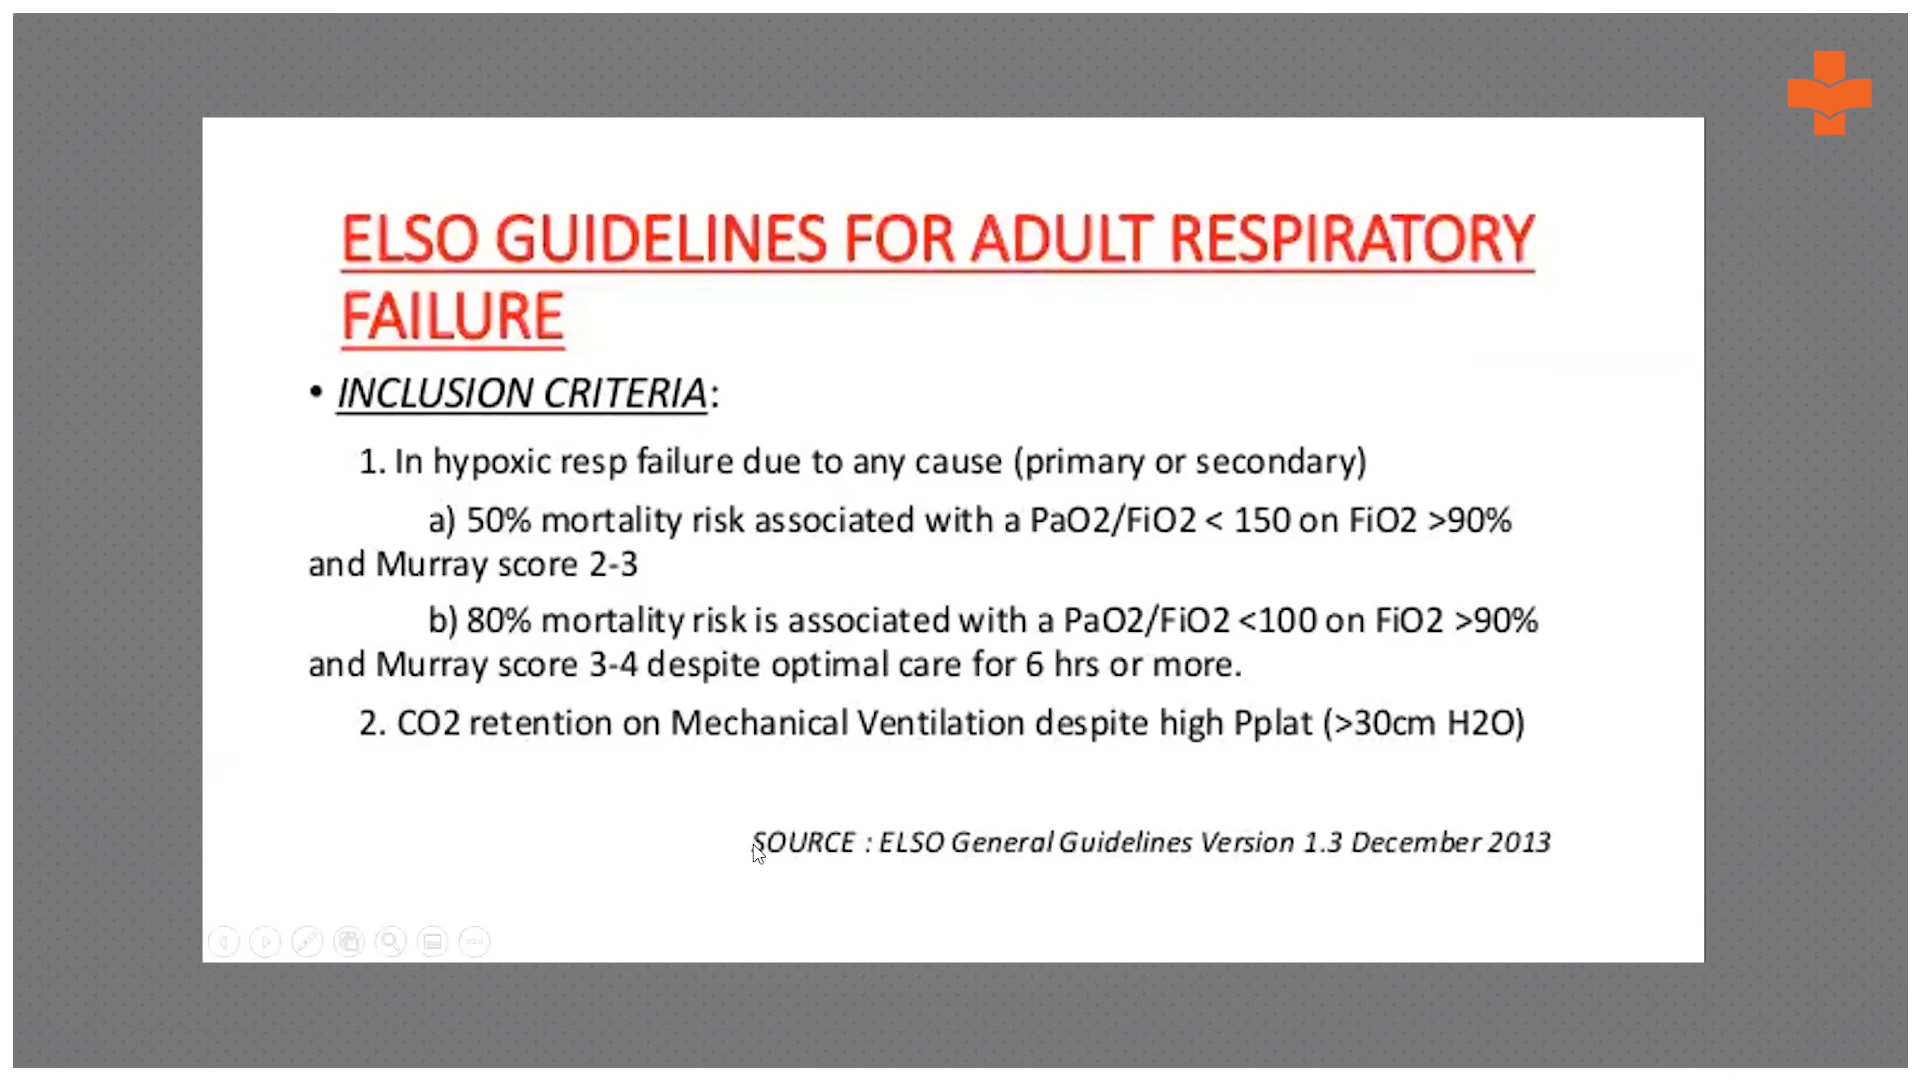 ELSO GUIDELINES FOR ADULT RESPIRATORY
FAILURE
• INCLUSION CRITERIA:
1. In hypoxic resp failure due to any cause (primary or secondary)
a) 50% mortality risk associated with a PaO2/FiO2 < 150 on FiO2 >90%
and Murray score 2-3
b) 80% mortality risk is associated with a PaO2/FiO2 <100 on FiO2 >90%
and Murray score 3-4 despite optimal care for 6 hrs or more.
2. CO2 retention on Mechanical Ventilation despite high Pplat (>30cm H2O)
SOURCE : ELSO General Guidelines Version 1.3 December 2013